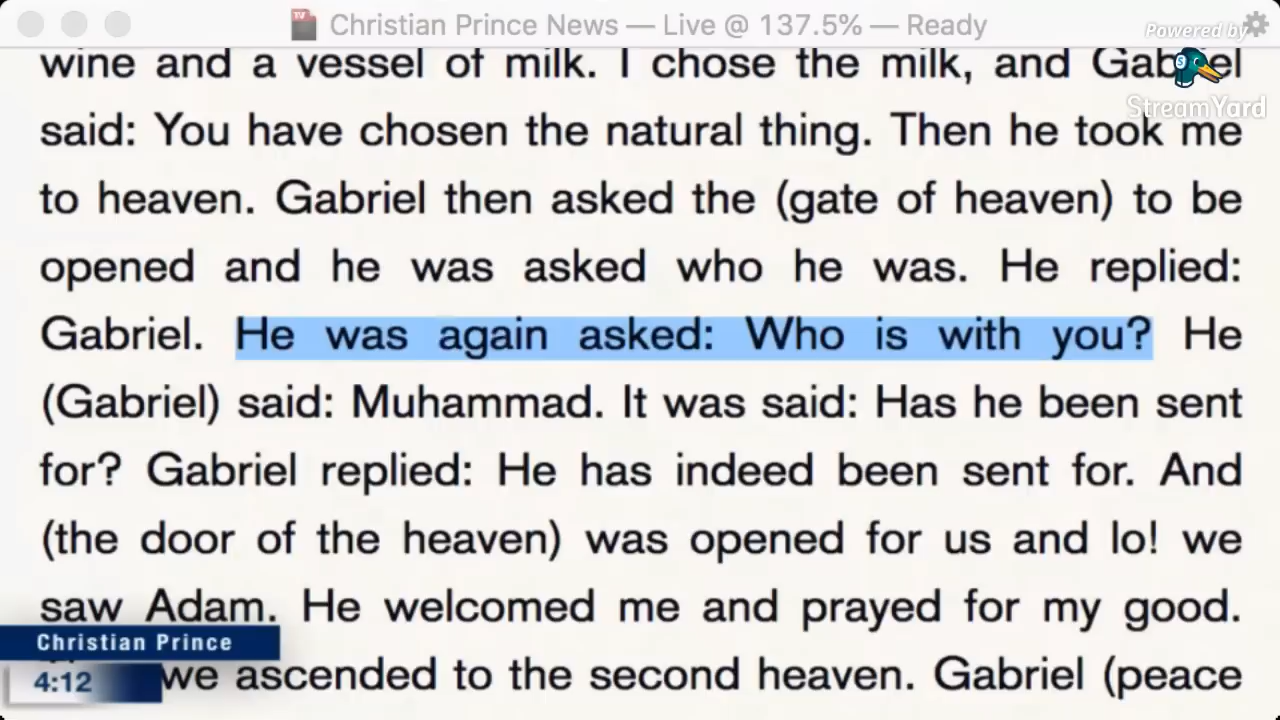 Christian Prince News — Live @ 137.5% — Ready
Powered by
StreamYard
wine and a vessel of milk. I chose the milk, and Gabriel
said: You have chosen the natural thing. Then he took me
to heaven. Gabriel then asked the (gate of heaven) to be
opened and he was asked who he was. He replied:
Gabriel. He was again asked: Who is with you? He
(Gabriel) said: Muhammad. It was said: Has he been sent
for? Gabriel replied: He has indeed been sent for. And
(the door of the heaven) was opened for us and lo! we
saw Adam. He welcomed me and prayed for my good.
we ascended to the second heaven. Gabriel (peace
Christian Prince
4:12